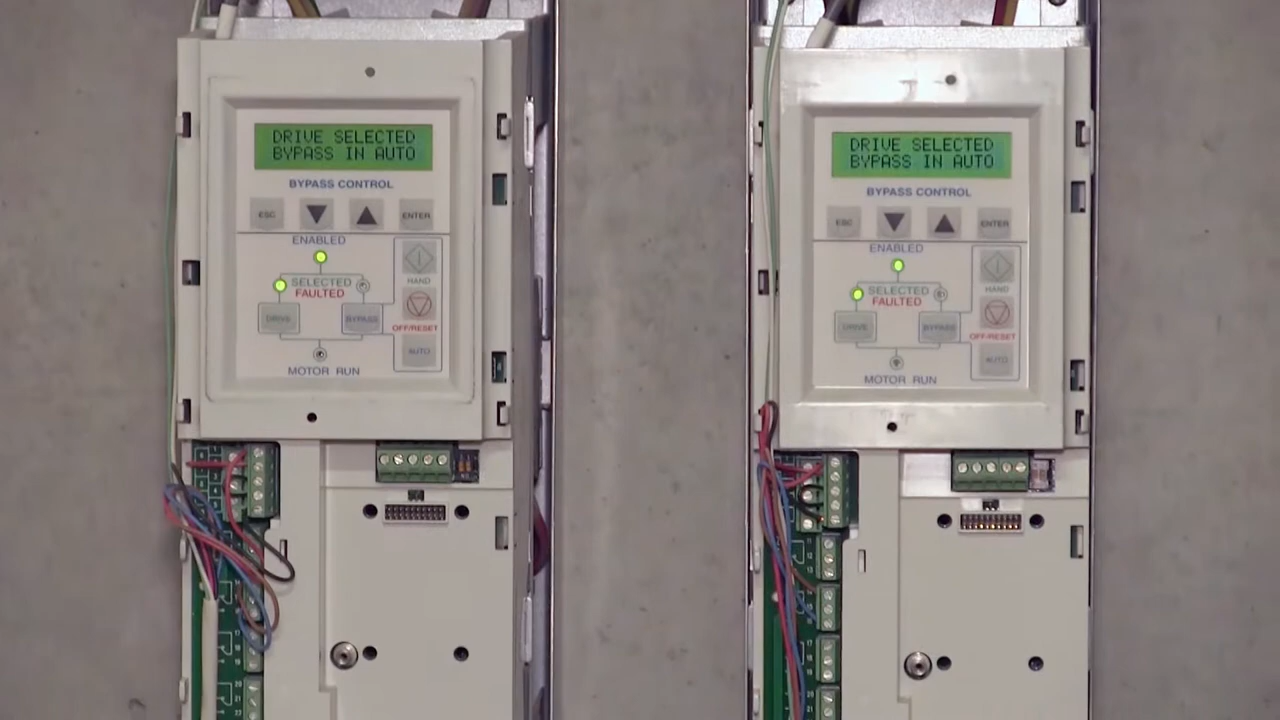 DRIVE SELECTED
BYPASS IN AUTO
BYPASS CONTROL
ESC
ENTER
ENABLED
SELECTED
FAULTED
HAND
DRIVE
BYPASS
OFF/RESET
AUTO
MOTOR RUN
DRIVE SELECTED
BYPASS IN AUTO
BYPASS CONTROL
ESC
ENTER
ENABLED
SELECTED
FAULTED
HAND
DRIVE
BYPASS
OFF/RESET
AUTO
MOTOR RUN